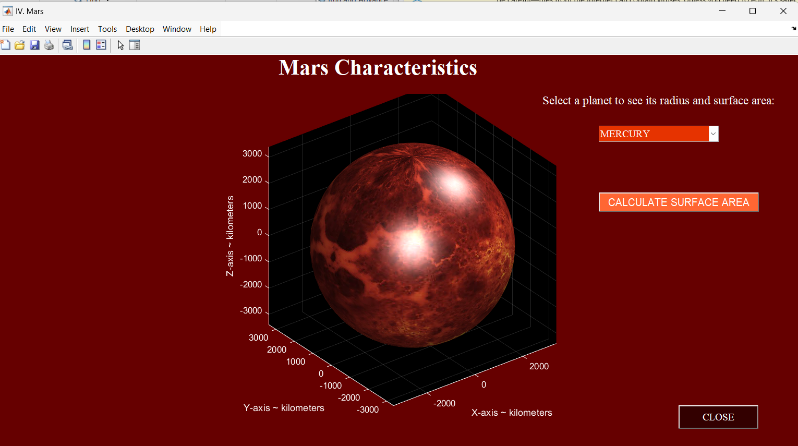 IV. Mars
File Edit View Insert Tools Desktop Window Help
Mars Characteristics
Select a planet to see its radius and surface area:
MERCURY
CALCULATE SURFACE AREA
Z-axis ~ kilometers
3000
2000
1000
0
-1000
-2000
-3000
3000
2000
1000
0
-1000
-2000
-3000
Y-axis ~ kilometers
-2000
0
2000
X-axis ~ kilometers
CLOSE